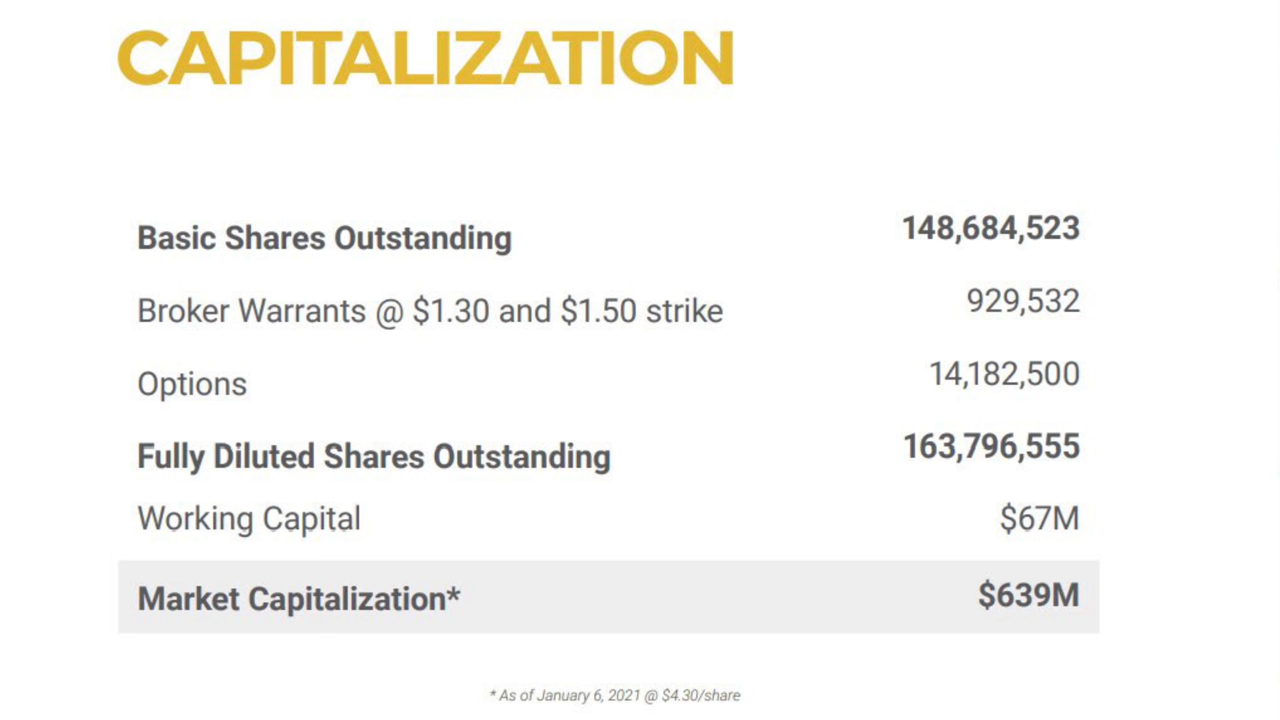 CAPITALIZATION
Basic Shares Outstanding 148,684,523
Broker Warrants @ $1.30 and $1.50 strike 929,532
Options 14,182,500
Fully Diluted Shares Outstanding 163,796,555
Working Capital $67M
Market Capitalization* $639M
* As of January 6, 2021 @ $4.30/share